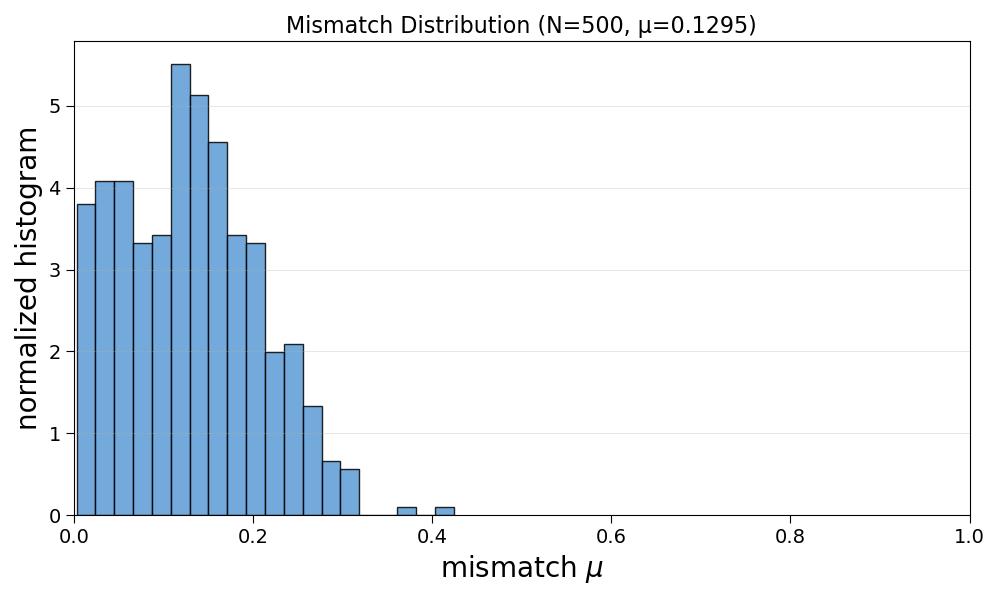 Mismatch Distribution (N=500, μ=0.1295)
normalized histogram
5
4
3
2
1
0
0.0 0.2 0.4 0.6 0.8 1.0
mismatch μ